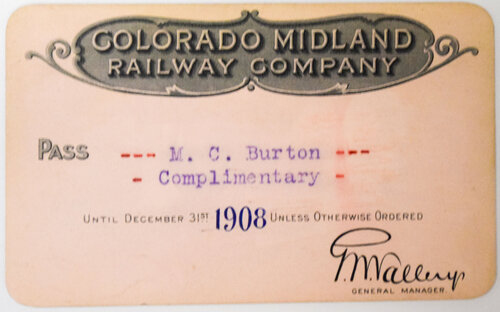 COLORADO MIDLAND
RAILWAY COMPANY
PASS --- M. C. Burton ---
- Complimentary -
UNTIL DECEMBER 31ST 1908 UNLESS OTHERWISE ORDERED
GENERAL MANAGER.